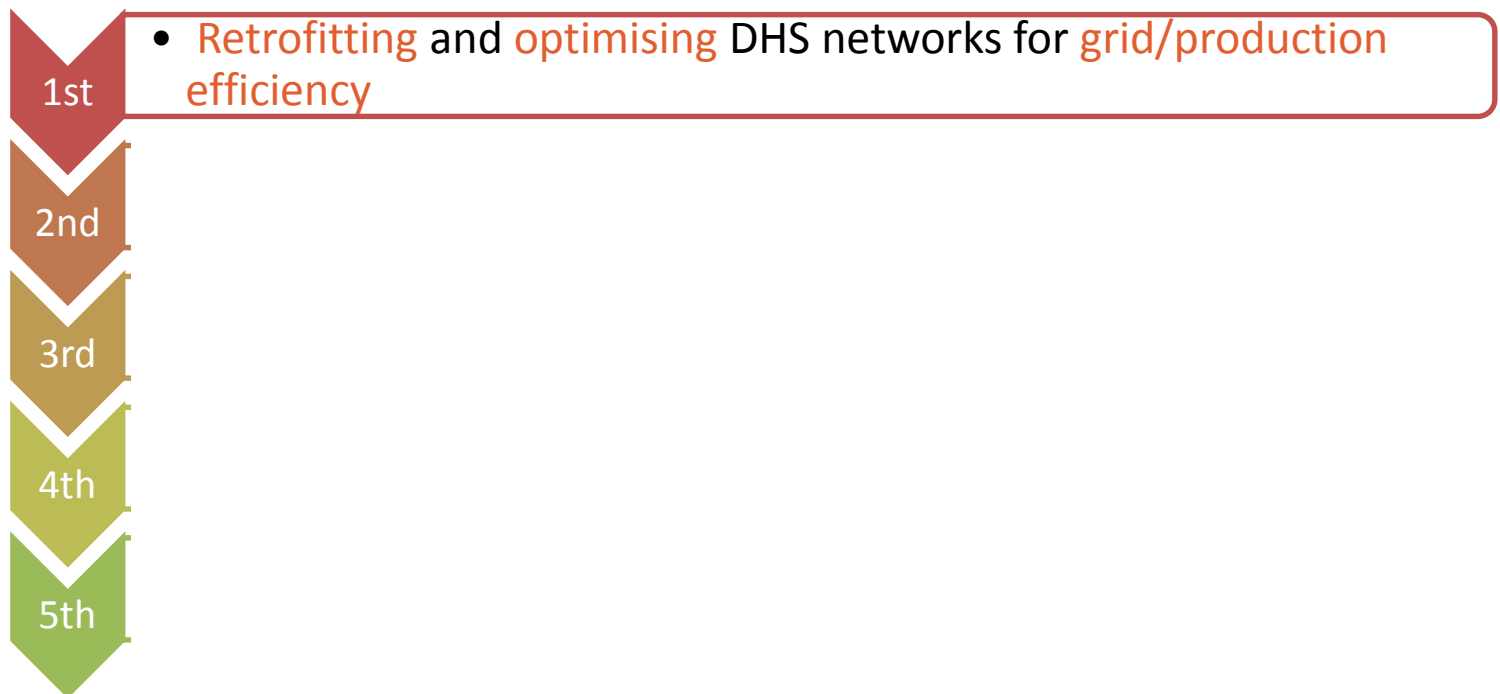 1st
• Retrofitting and optimising DHS networks for grid/production
efficiency
2nd
3rd
4th
5th